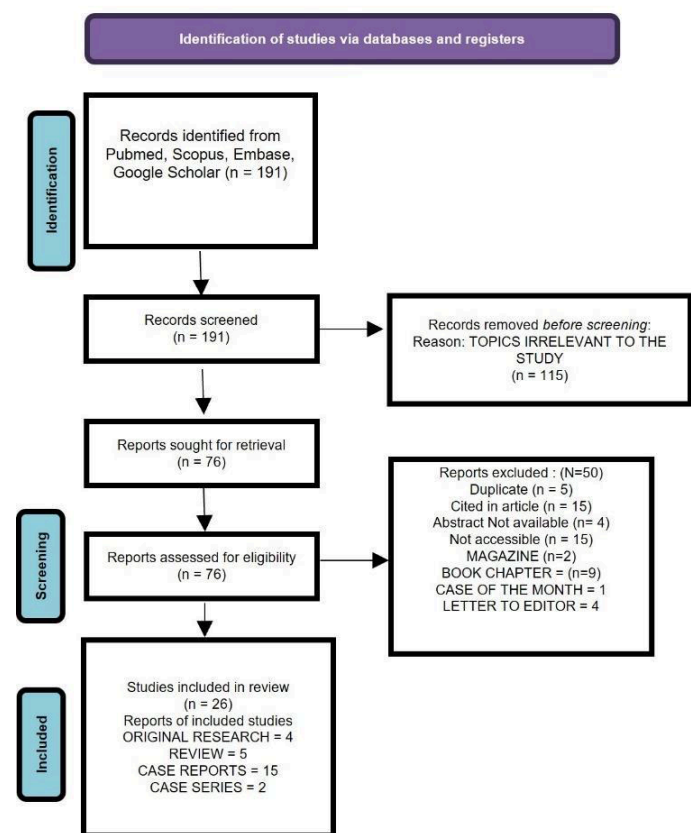 Identification of studies via databases and registers
Identification
Records identified from
Pubmed, Scopus, Embase,
Google Scholar (n = 191)
Records screened
(n = 191)
Records removed before screening:
Reason: TOPICS IRRELEVANT TO THE
STUDY
(n = 115)
Reports sought for retrieval
(n = 76)
Screening
Reports assessed for eligibility
(n = 76)
Reports excluded : (N=50)
Duplicate (n = 5)
Cited in article (n = 15)
Abstract Not available (n= 4)
Not accessible (n = 15)
MAGAZINE (n=2)
BOOK CHAPTER = (n=9)
CASE OF THE MONTH = 1
LETTER TO EDITOR = 4
Included
Studies included in review
(n = 26)
Reports of included studies
ORIGINAL RESEARCH = 4
REVIEW = 5
CASE REPORTS = 15
CASE SERIES = 2